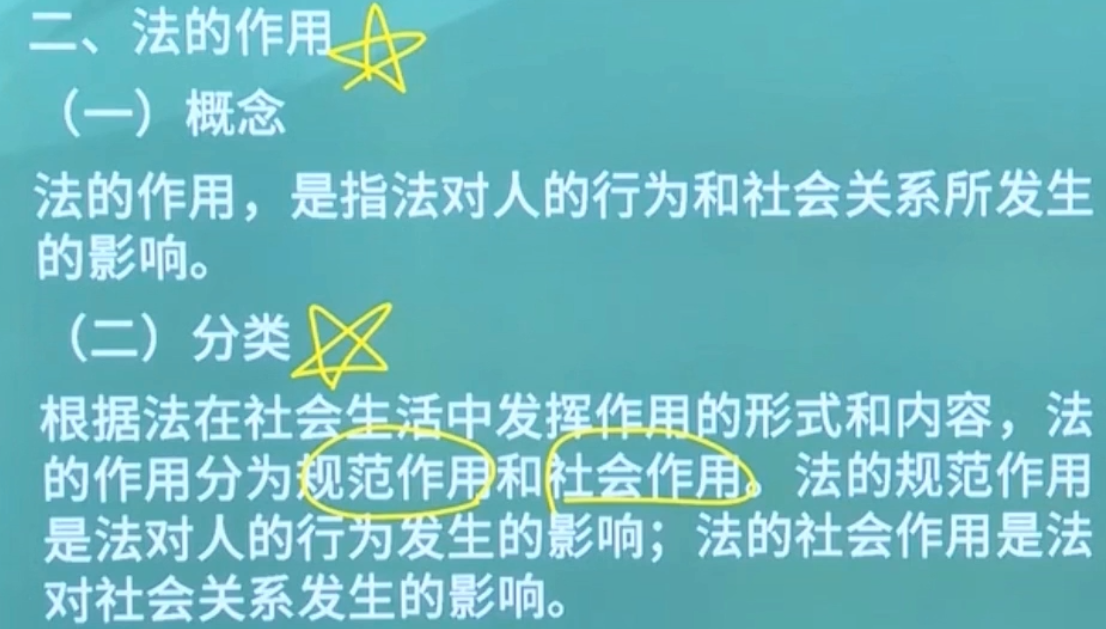 二、法的作用
（一）概念
法的作用，是指法对人的行为和社会关系所发生
的影响。
（二）分类
根据法在社会生活中发挥作用的形式和内容，法
的作用分为规范作用和社会作用。法的规范作用
是法对人的行为发生的影响；法的社会作用是法
对社会关系发生的影响。